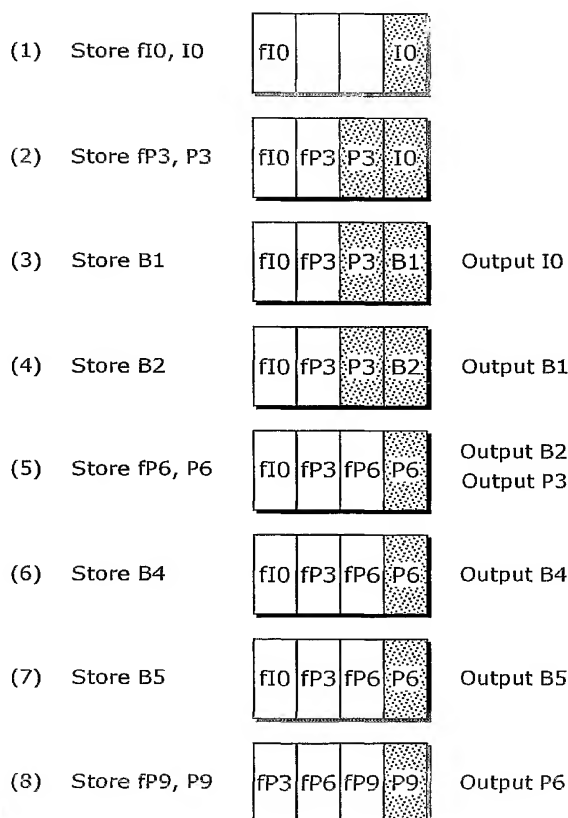 (1) Store fI0, I0 fI0 I0
(2) Store fP3, P3 fI0 fP3 P3 I0
(3) Store B1 fI0 fP3 P3 B1 Output I0
(4) Store B2 fI0 fP3 P3 B2 Output B1
(5) Store fP6, P6 fI0 fP3 fP6 P6 Output B2
Output P3
(6) Store B4 fI0 fP3 fP6 P6 Output B4
(7) Store B5 fI0 fP3 fP6 P6 Output B5
(8) Store fP9, P9 fP3 fP6 fP9 P9 Output P6